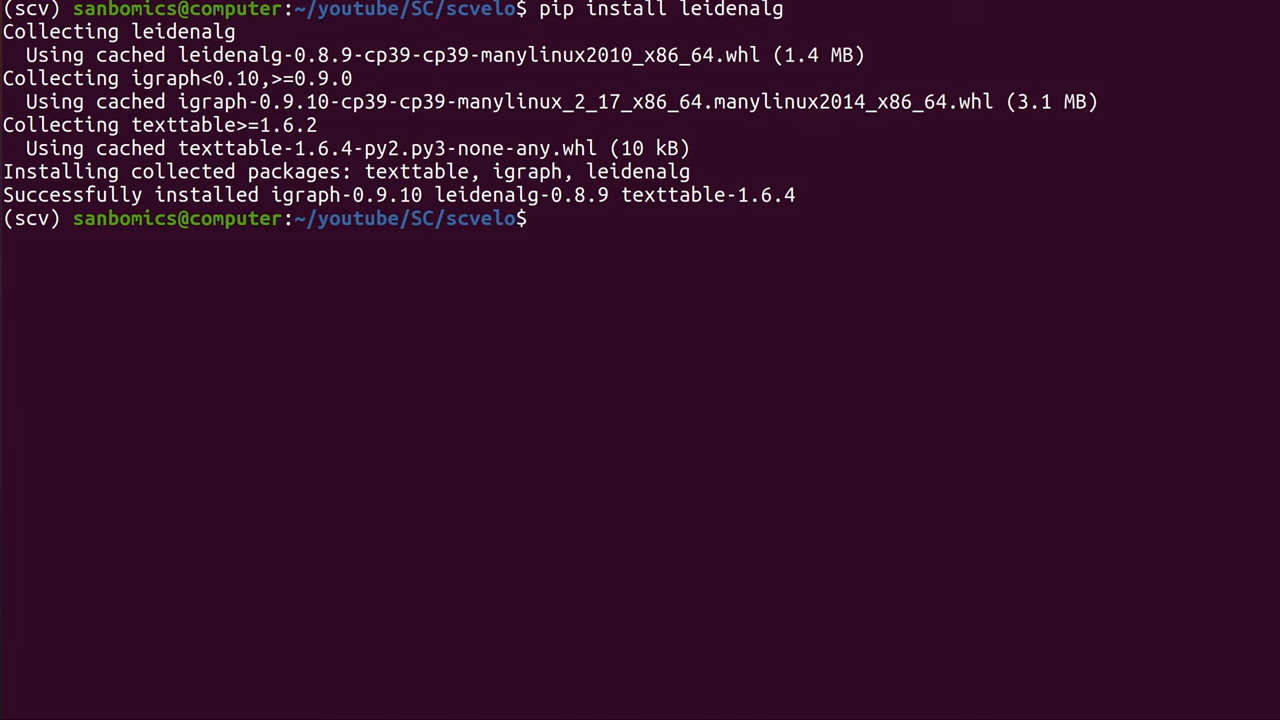 (scv) sanbomics@computer:~/youtube/SC/scvelo$ pip install leidenalg
Collecting leidenalg
  Using cached leidenalg-0.8.9-cp39-cp39-manylinux2010_x86_64.whl (1.4 MB)
Collecting igraph<0.10,>=0.9.0
  Using cached igraph-0.9.10-cp39-cp39-manylinux_2_17_x86_64.manylinux2014_x86_64.whl (3.1 MB)
Collecting texttable>=1.6.2
  Using cached texttable-1.6.4-py2.py3-none-any.whl (10 kB)
Installing collected packages: texttable, igraph, leidenalg
Successfully installed igraph-0.9.10 leidenalg-0.8.9 texttable-1.6.4
(scv) sanbomics@computer:~/youtube/SC/scvelo$